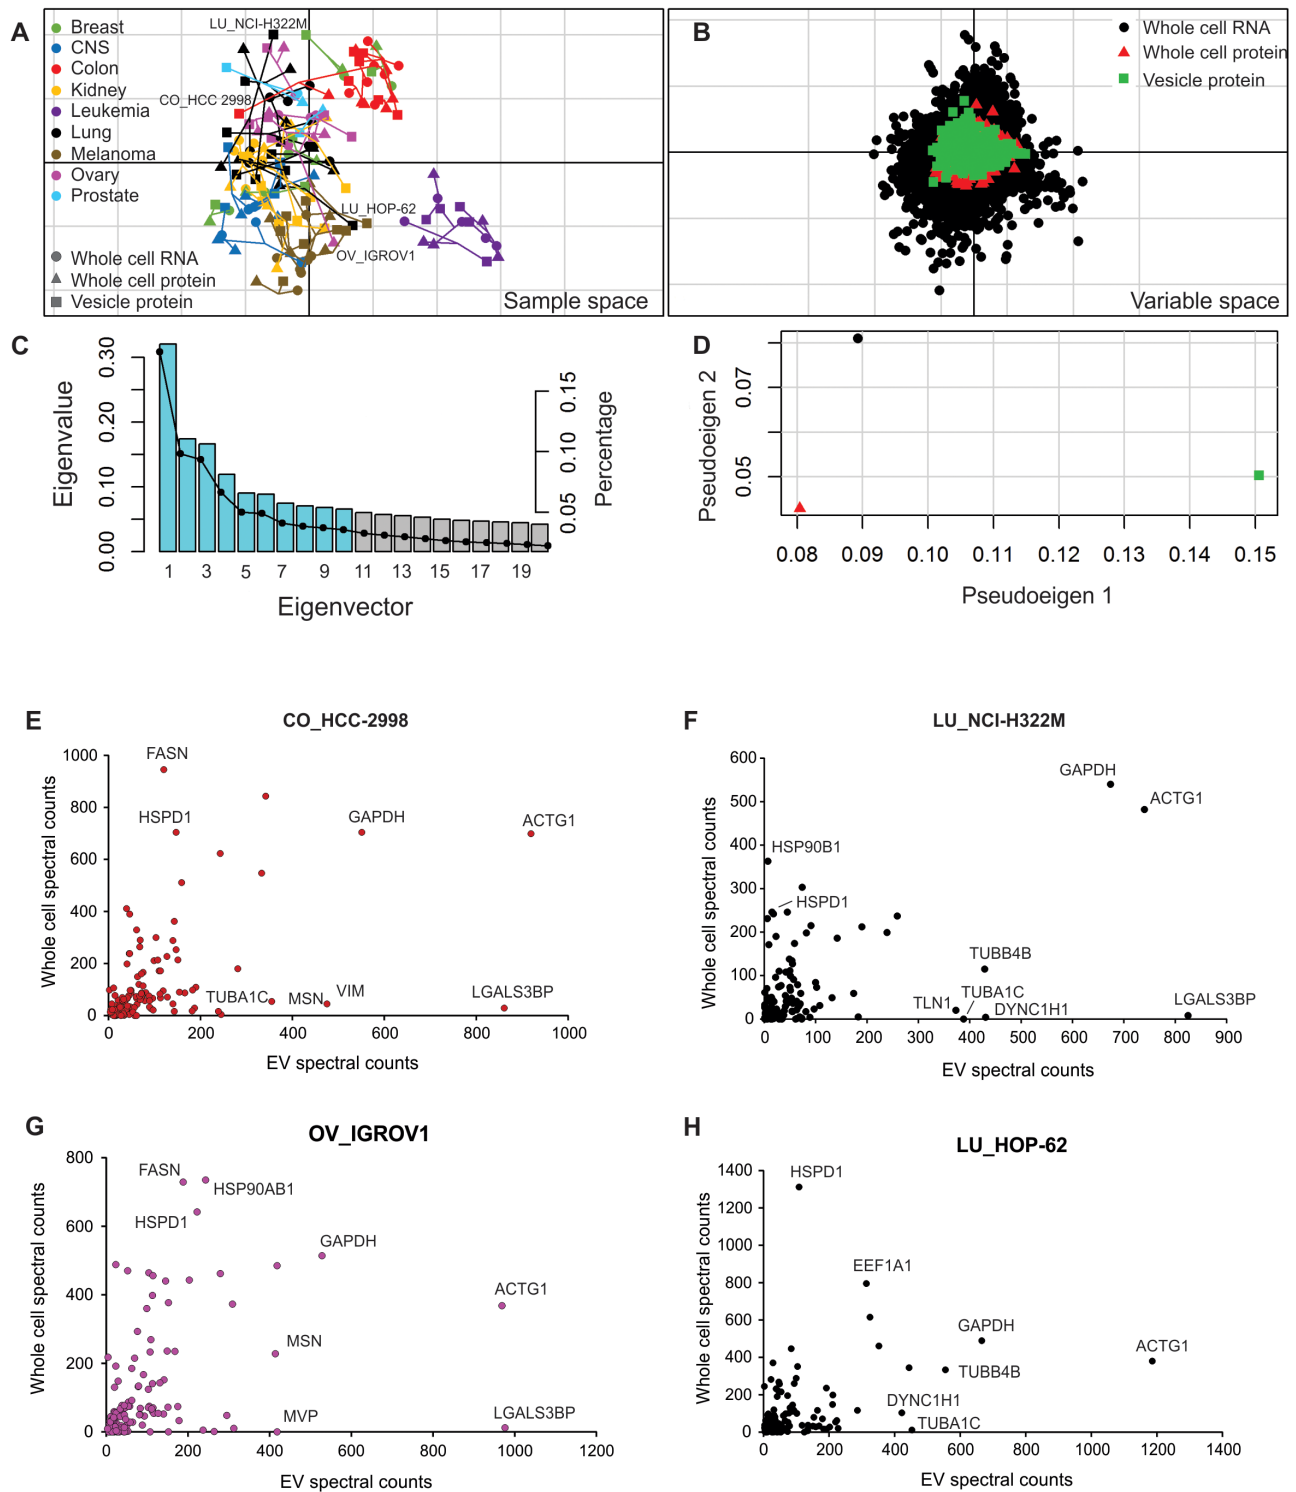 A
Breast
CNS
Colon
Kidney
Leukemia
Lung
Melanoma
Ovary
Prostate
Whole cell RNA
Whole cell protein
Vesicle protein
LU_NCI-H322M
CO_HCC 2998
LU_HOP-62
OV_IGROV1
Sample space
B
Whole cell RNA
Whole cell protein
Vesicle protein
Variable space
C
Eigenvalue
0.00 0.10 0.20 0.30
Percentage
0.05 0.10 0.15
1 3 5 7 9 11 13 15 17 19
Eigenvector
D
Pseudoeigen 2
0.05 0.07
0.08 0.09 0.10 0.11 0.12 0.13 0.14 0.15
Pseudoeigen 1
E
CO_HCC-2998
Whole cell spectral counts
1000
800
600
400
200
0
FASN
HSPD1
GAPDH
ACTG1
TUBA1C
MSN
VIM
LGALS3BP
0 200 400 600 800 1000
EV spectral counts
F
LU_NCI-H322M
Whole cell spectral counts
600
500
400
300
200
100
0
GAPDH
ACTG1
HSP90B1
HSPD1
TUBB4B
TLN1
TUBA1C
DYNC1H1
LGALS3BP
0 100 200 300 400 500 600 700 800 900
EV spectral counts
G
OV_IGROV1
Whole cell spectral counts
800
600
400
200
0
FASN
HSP90AB1
HSPD1
GAPDH
ACTG1
MSN
MVP
LGALS3BP
0 200 400 600 800 1000 1200
EV spectral counts
H
LU_HOP-62
Whole cell spectral counts
1400
1200
1000
800
600
400
200
0
HSPD1
EEF1A1
GAPDH
ACTG1
TUBB4B
DYNC1H1
TUBA1C
0 200 400 600 800 1000 1200 1400
EV spectral counts